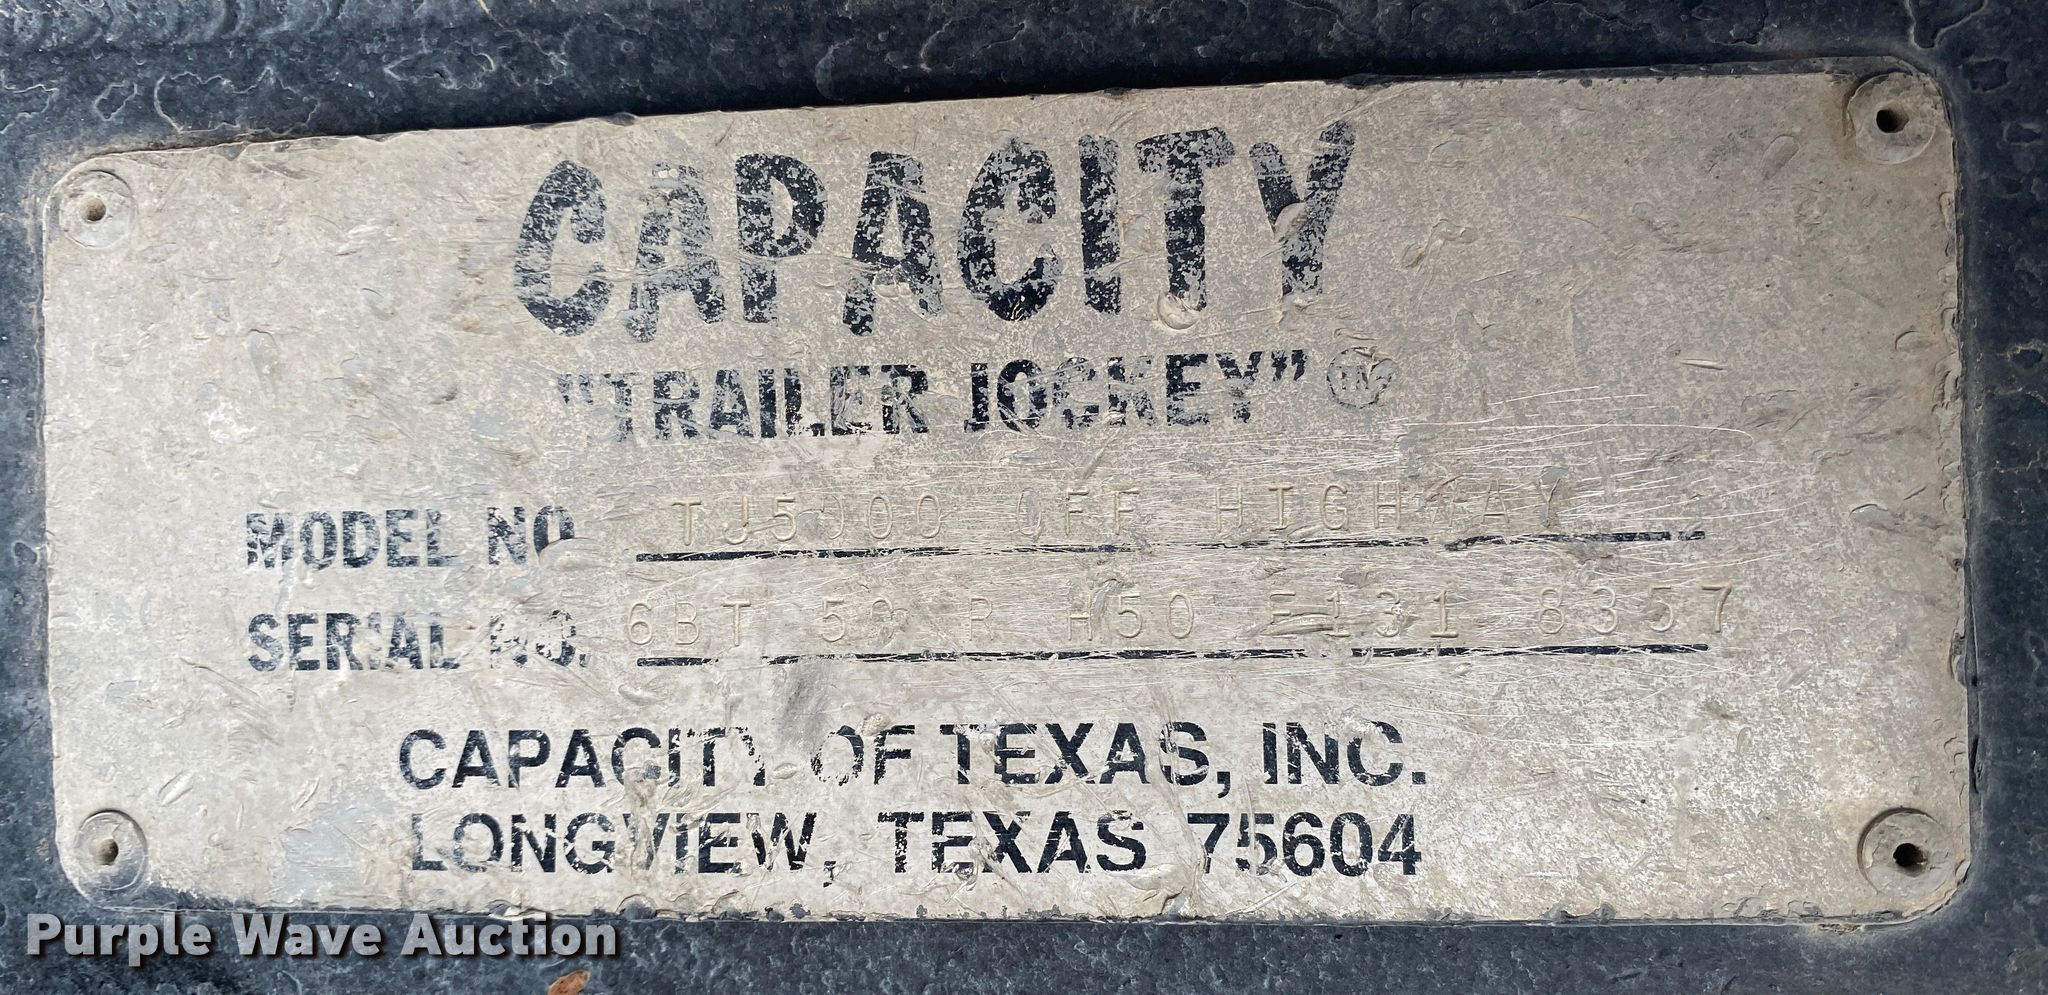 CAPACITY
"TRAILER JOCKEY" TM
MODEL NO. TJ5000 OFF HIGHWAY
SERIAL NO. 6BT 59 R H50 E131 8357
CAPACITY OF TEXAS, INC.
LONGVIEW, TEXAS 75604
Purple Wave Auction